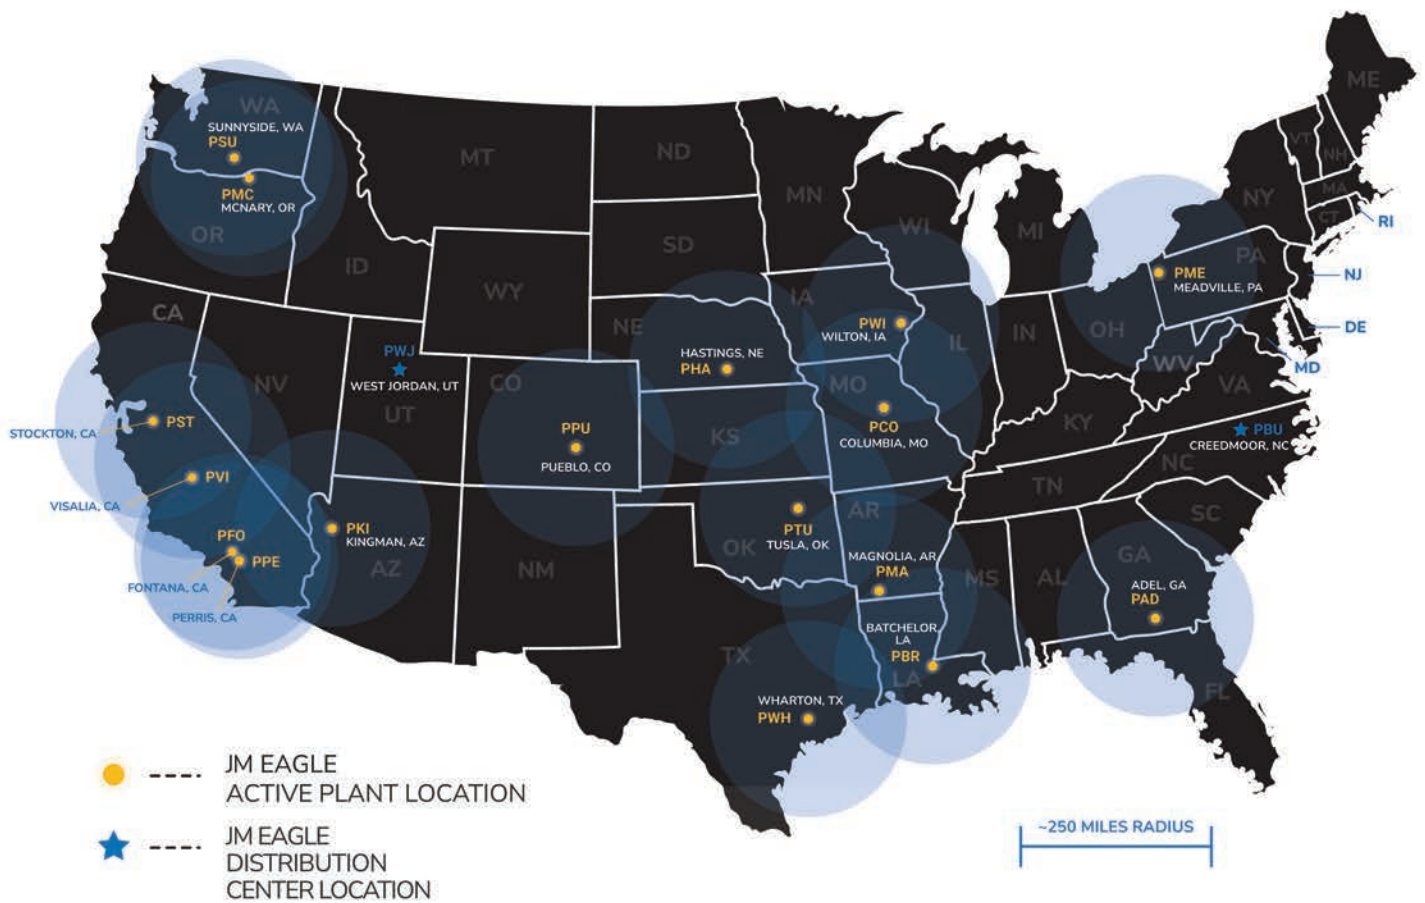 ME
WA
SUNNYSIDE, WA
PSU
PMC
MCNARY, OR
OR
MT
ND
MN
VT
NH
MA
CT
NY
RI
ID
SD
WI
MI
WY
PME
MEADVILLE, PA
PA
NJ
CA
NE
IA
PWI
WILTON, IA
IL
IN
OH
DE
PWJ
WEST JORDAN, UT
UT
HASTINGS, NE
PHA
WV
MD
NV
CO
MO
VA
PST
STOCKTON, CA
PPU
PUEBLO, CO
KS
PCO
COLUMBIA, MO
KY
PBU
CREEDMOOR, NC
NC
PVI
VISALIA, CA
TN
SC
PKI
KINGMAN, AZ
AZ
PTU
TUSLA, OK
OK
AR
PFO
PPE
FONTANA, CA
PERRIS, CA
NM
MAGNOLIA, AR
PMA
MS
AL
GA
ADEL, GA
PAD
BATCHELOR,
LA
PBR
LA
TX
WHARTON, TX
PWH
FL
JM EAGLE
ACTIVE PLANT LOCATION
JM EAGLE
DISTRIBUTION
CENTER LOCATION
~250 MILES RADIUS